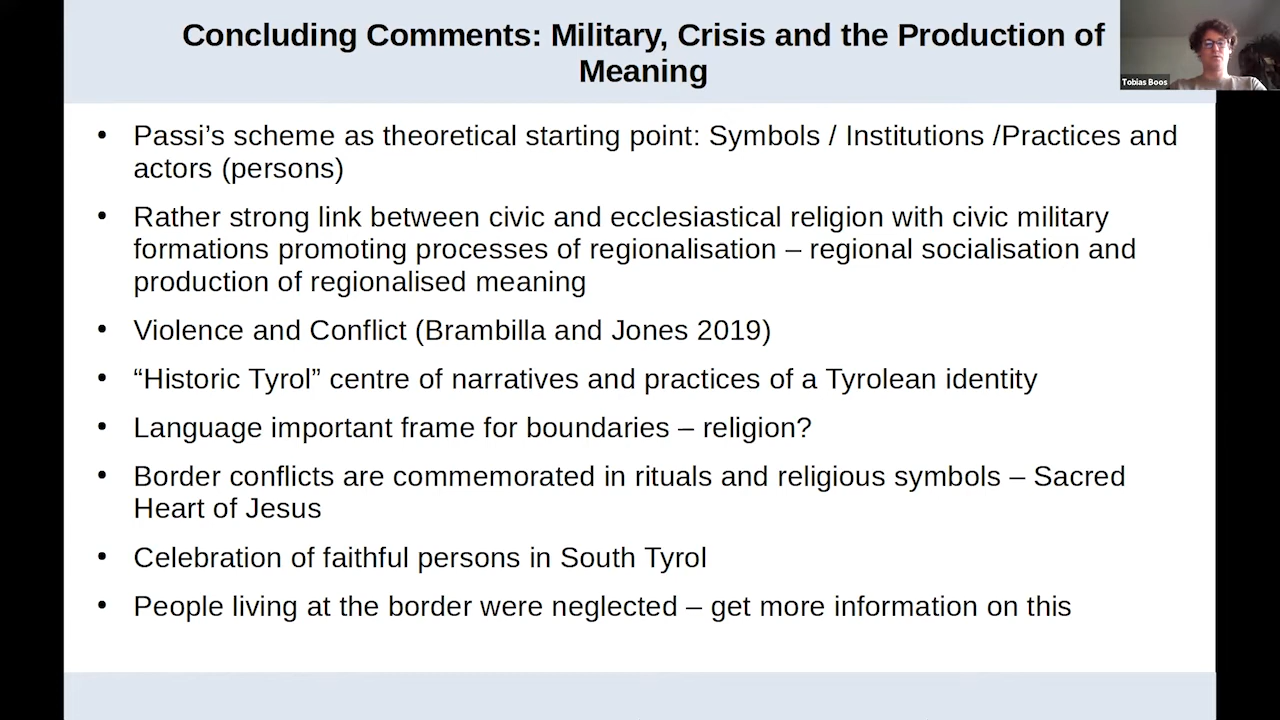 Concluding Comments: Military, Crisis and the Production of
Meaning
Tobias Boos
• Passi’s scheme as theoretical starting point: Symbols / Institutions /Practices and
actors (persons)
• Rather strong link between civic and ecclesiastical religion with civic military
formations promoting processes of regionalisation – regional socialisation and
production of regionalised meaning
• Violence and Conflict (Brambilla and Jones 2019)
• “Historic Tyrol” centre of narratives and practices of a Tyrolean identity
• Language important frame for boundaries – religion?
• Border conflicts are commemorated in rituals and religious symbols – Sacred
Heart of Jesus
• Celebration of faithful persons in South Tyrol
• People living at the border were neglected – get more information on this